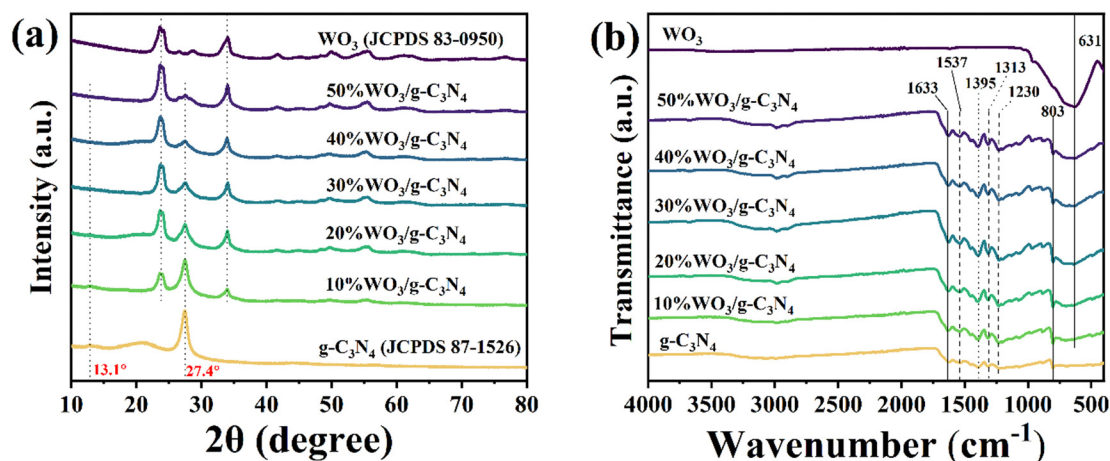 (a)
WO₃ (JCPDS 83-0950)
50%WO₃/g-C₃N₄
40%WO₃/g-C₃N₄
30%WO₃/g-C₃N₄
20%WO₃/g-C₃N₄
10%WO₃/g-C₃N₄
g-C₃N₄ (JCPDS 87-1526)
13.1° 27.4°
Intensity (a.u.)
10 20 30 40 50 60 70 80
2θ (degree)
(b)
WO₃
631
1537
1313
1633
1395
1230
803
50%WO₃/g-C₃N₄
40%WO₃/g-C₃N₄
30%WO₃/g-C₃N₄
20%WO₃/g-C₃N₄
10%WO₃/g-C₃N₄
g-C₃N₄
Transmittance (a.u.)
4000 3500 3000 2500 2000 1500 1000 500
Wavenumber (cm⁻¹)